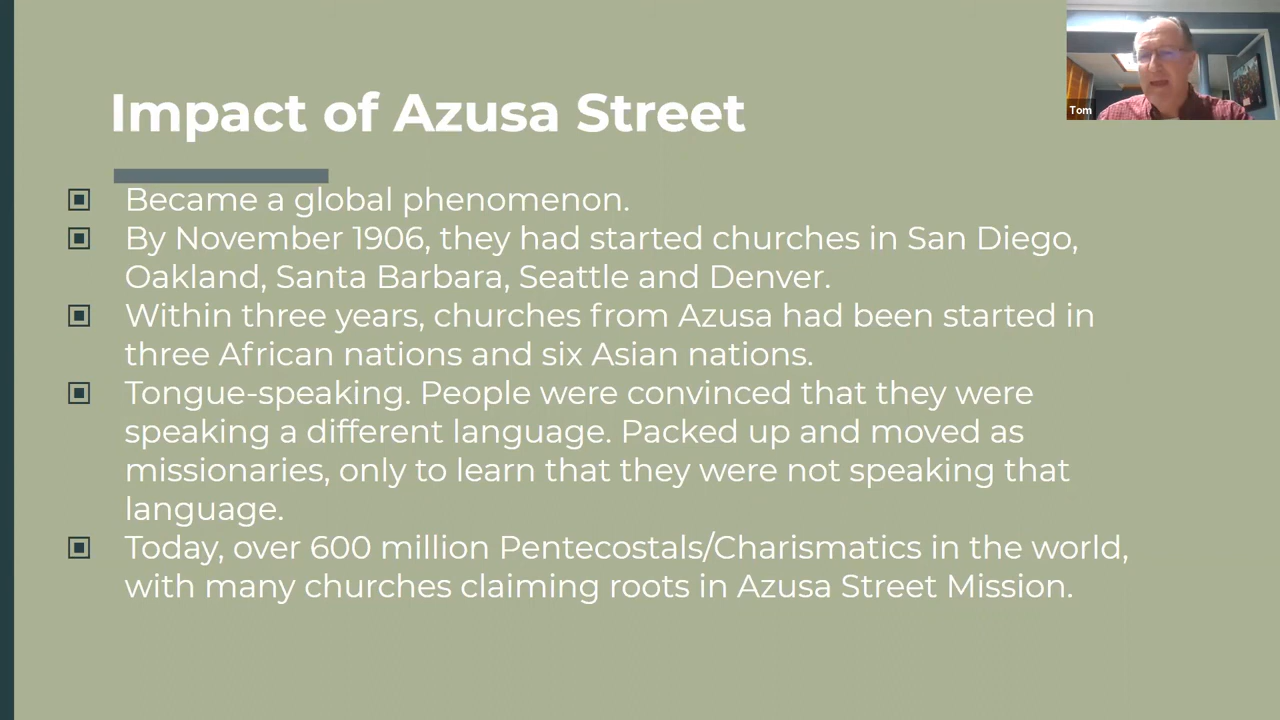 Impact of Azusa Street
Tom
Became a global phenomenon.
By November 1906, they had started churches in San Diego,
Oakland, Santa Barbara, Seattle and Denver.
Within three years, churches from Azusa had been started in
three African nations and six Asian nations.
Tongue-speaking. People were convinced that they were
speaking a different language. Packed up and moved as
missionaries, only to learn that they were not speaking that
language.
Today, over 600 million Pentecostals/Charismatics in the world,
with many churches claiming roots in Azusa Street Mission.